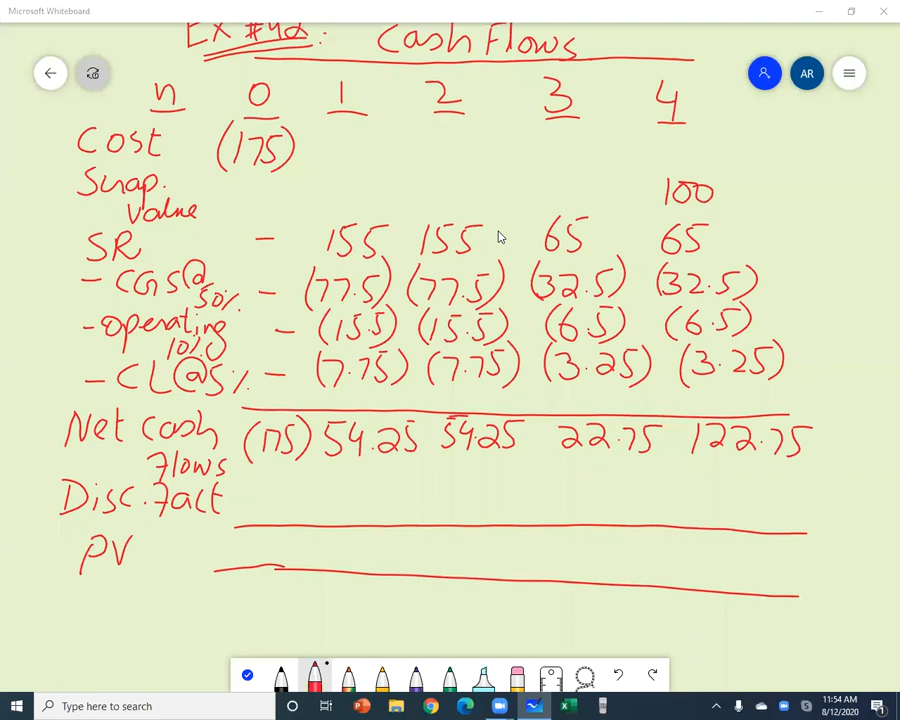 Microsoft Whiteboard
Ex #4a: Cash Flows
AR
n 0 1 2 3 4
Cost (175)
Scrap. 100
Value
SR - 155 155 65 65
- CGS@ - (77.5) (77.5) (32.5) (32.5)
50%
- Operating - (15.5) (15.5) (6.5) (6.5)
10%
- CL@5% - (7.75) (7.75) (3.25) (3.25)
Net Cash (175) 54.25 54.25 22.75 122.75
Flows
Disc. Fact
PV
Type here to search
11:54 AM
8/12/2020